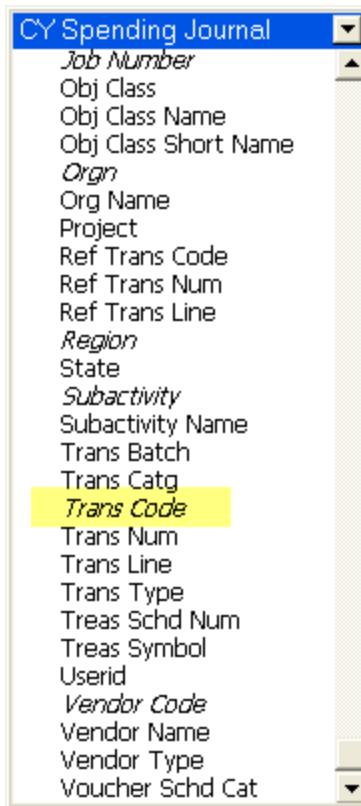 CY Spending Journal
Job Number
Obj Class
Obj Class Name
Obj Class Short Name
Orgn
Org Name
Project
Ref Trans Code
Ref Trans Num
Ref Trans Line
Region
State
Subactivity
Subactivity Name
Trans Batch
Trans Catg
Trans Code
Trans Num
Trans Line
Trans Type
Treas Schd Num
Treas Symbol
Userid
Vendor Code
Vendor Name
Vendor Type
Voucher Schd Cat